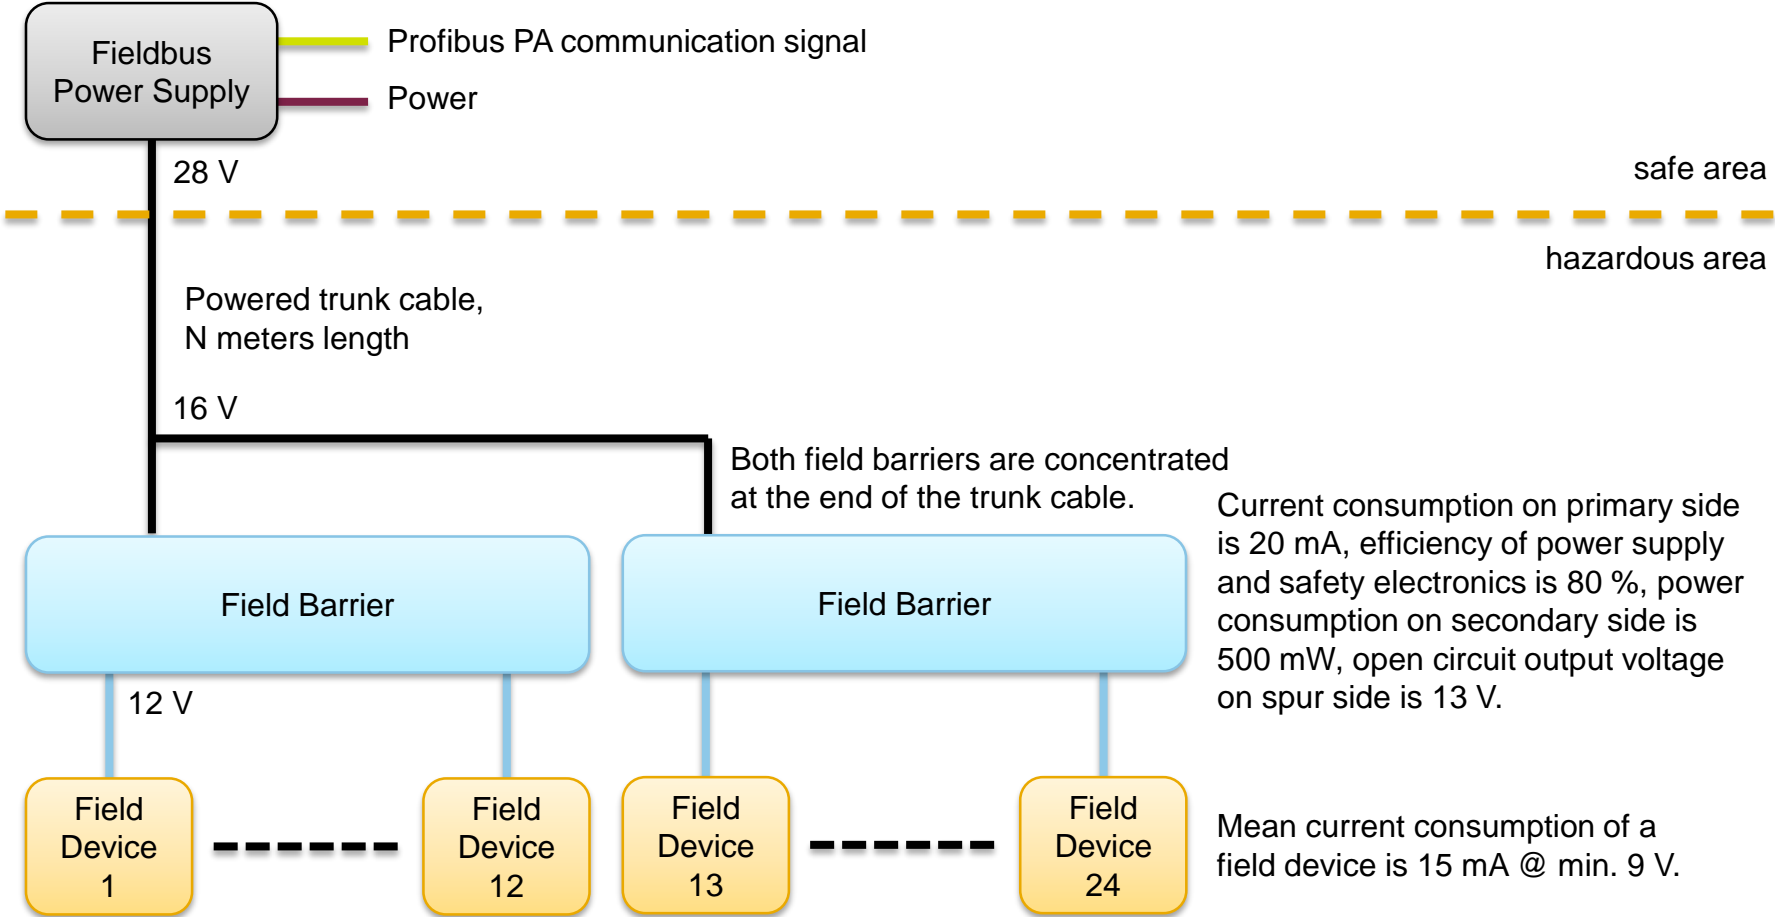 Fieldbus
Power Supply
Profibus PA communication signal
Power
28 V
safe area
hazardous area
Powered trunk cable,
N meters length
16 V
Both field barriers are concentrated
at the end of the trunk cable.
Field Barrier
Field Barrier
Current consumption on primary side
is 20 mA, efficiency of power supply
and safety electronics is 80 %, power
consumption on secondary side is
500 mW, open circuit output voltage
on spur side is 13 V.
12 V
Field
Device
1
Field
Device
12
Field
Device
13
Field
Device
24
Mean current consumption of a
field device is 15 mA @ min. 9 V.